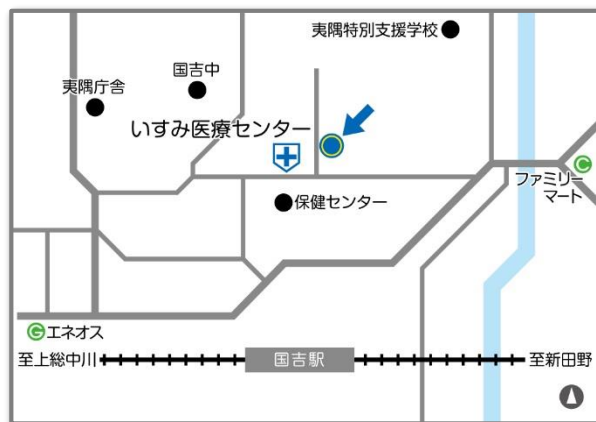 夷隅特別支援学校
国吉中
夷隅庁舎
いすみ医療センター
C
ファミリー
マート
保健センター
G エネオス
至上総中川
国吉駅
至新田野